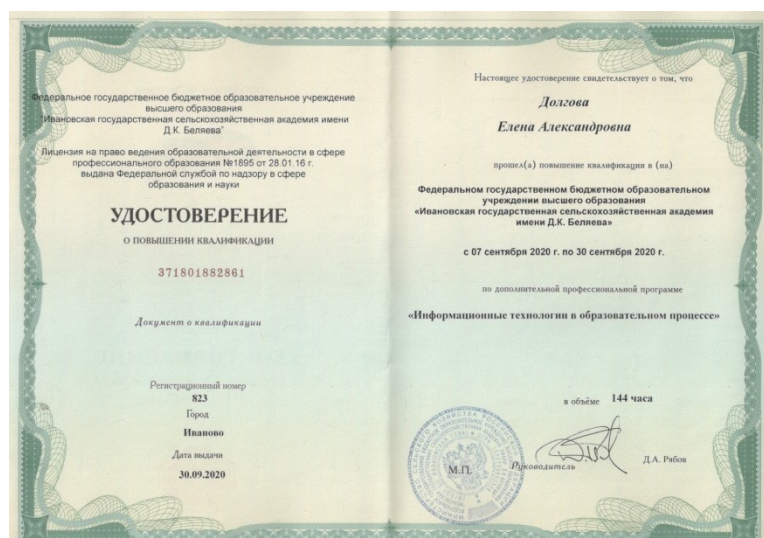 Федеральное государственное бюджетное образовательное учреждение
высшего образования
"Ивановская государственная сельскохозяйственная академия имени
Д.К. Беляева"
Лицензия на право ведения образовательной деятельности в сфере
профессионального образования №1895 от 28.01.16 г.
выдана Федеральной службой по надзору в сфере
образования и науки
УДОСТОВЕРЕНИЕ
О ПОВЫШЕНИИ КВАЛИФИКАЦИИ
371801882861
Документ о квалификации
Регистрационный номер
823
Город
Иваново
Дата выдачи
30.09.2020
Настоящее удостоверение свидетельствует о том, что
Долгова
Елена Александровна
прошел(а) повышение квалификации в (на)
Федеральном государственном бюджетном образовательном
учреждении высшего образования
«Ивановская государственная сельскохозяйственная академия
имени Д.К. Беляева»
с 07 сентября 2020 г. по 30 сентября 2020 г.
по дополнительной профессиональной программе
«Информационные технологии в образовательном процессе»
в объёме 144 часа
М.П.
Руководитель
Д.А. Рябов